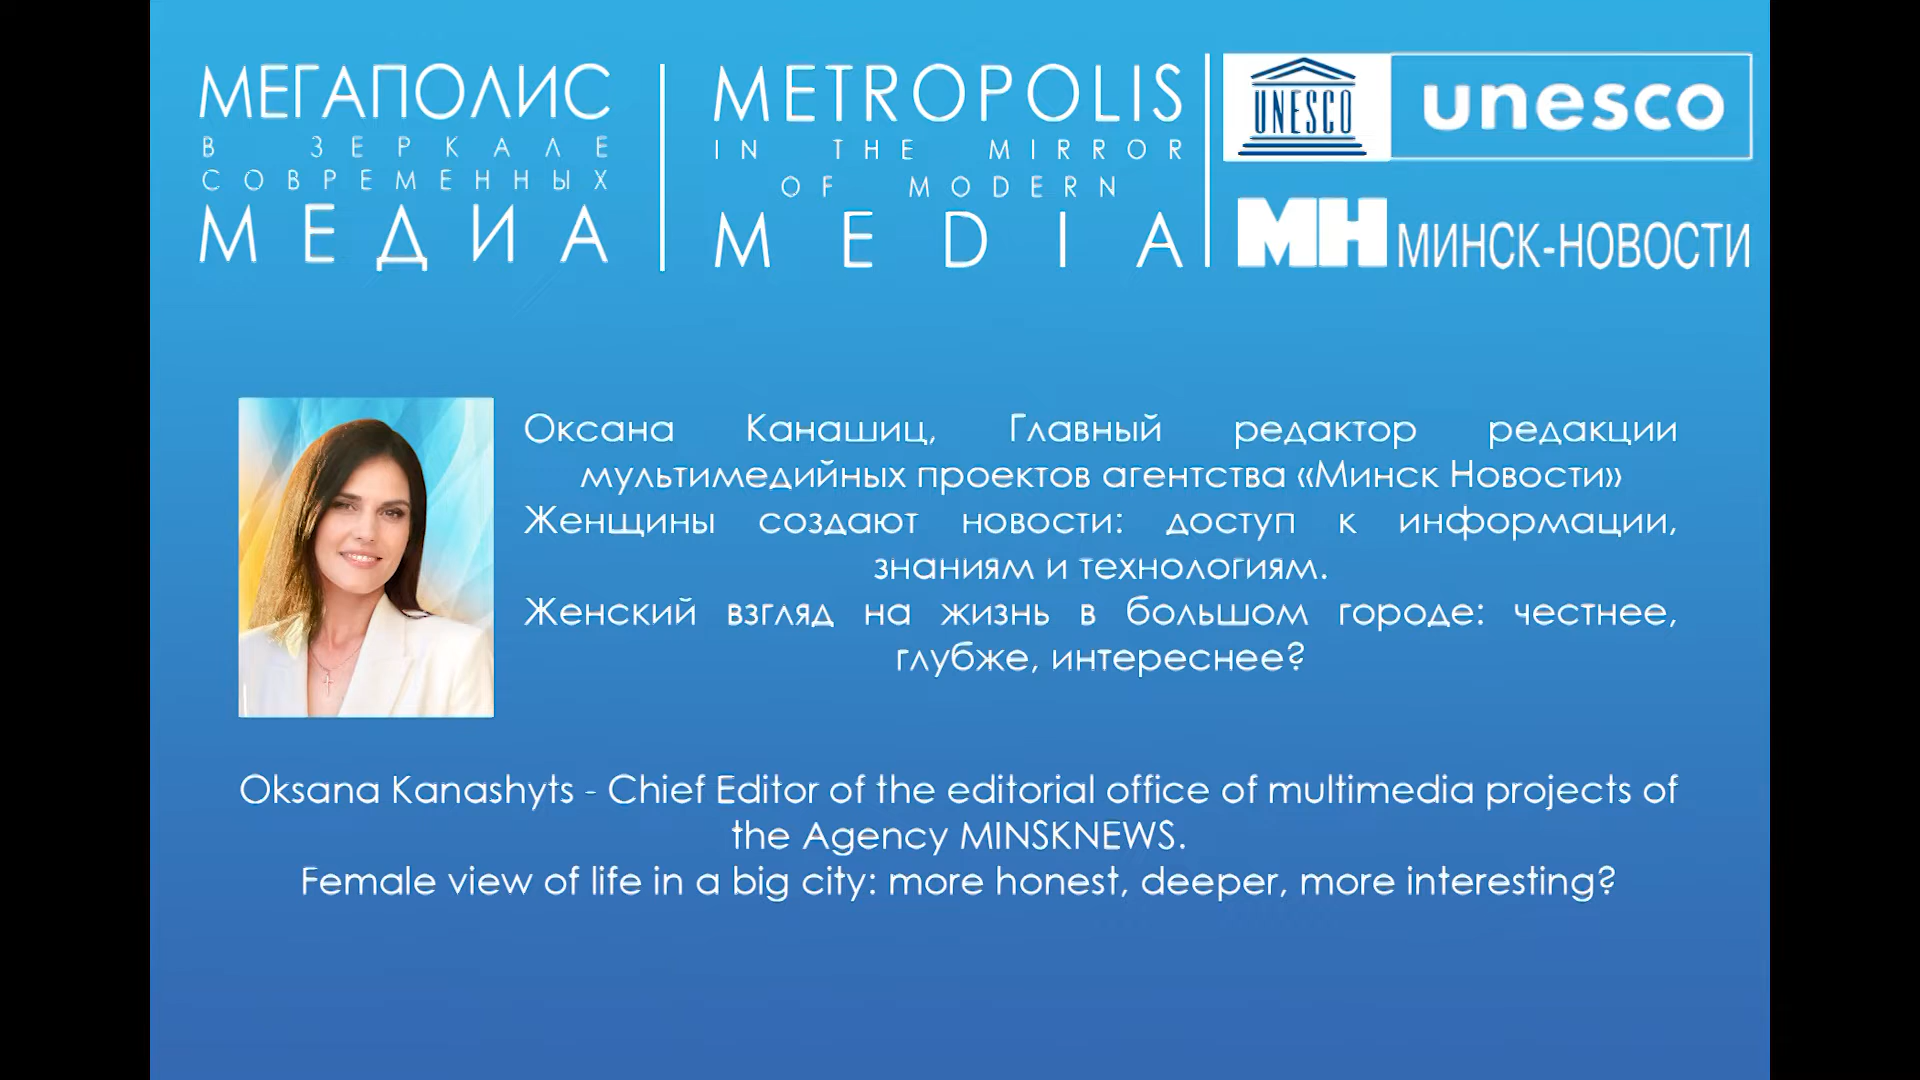 МЕГАПОЛИС
В ЗЕРКАЛЕ
СОВРЕМЕННЫХ
МЕДИА
METROPOLIS
IN THE MIRROR
OF MODERN
MEDIA
UNESCO
unesco
МН МИНСК-НОВОСТИ
Оксана Канашиц, Главный редактор редакции
мультимедийных проектов агентства «Минск Новости»
Женщины создают новости: доступ к информации,
знаниям и технологиям.
Женский взгляд на жизнь в большом городе: честнее,
глубже, интереснее?
Oksana Kanashyts - Chief Editor of the editorial office of multimedia projects of
the Agency MINSKNEWS.
Female view of life in a big city: more honest, deeper, more interesting?